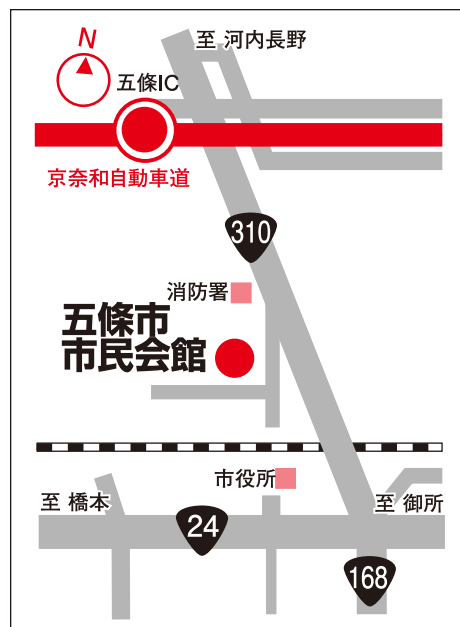 N
至 河内長野
五條IC
京奈和自動車道
310
消防署
五條市
市民会館
市役所
至 橋本
至 御所
24
168